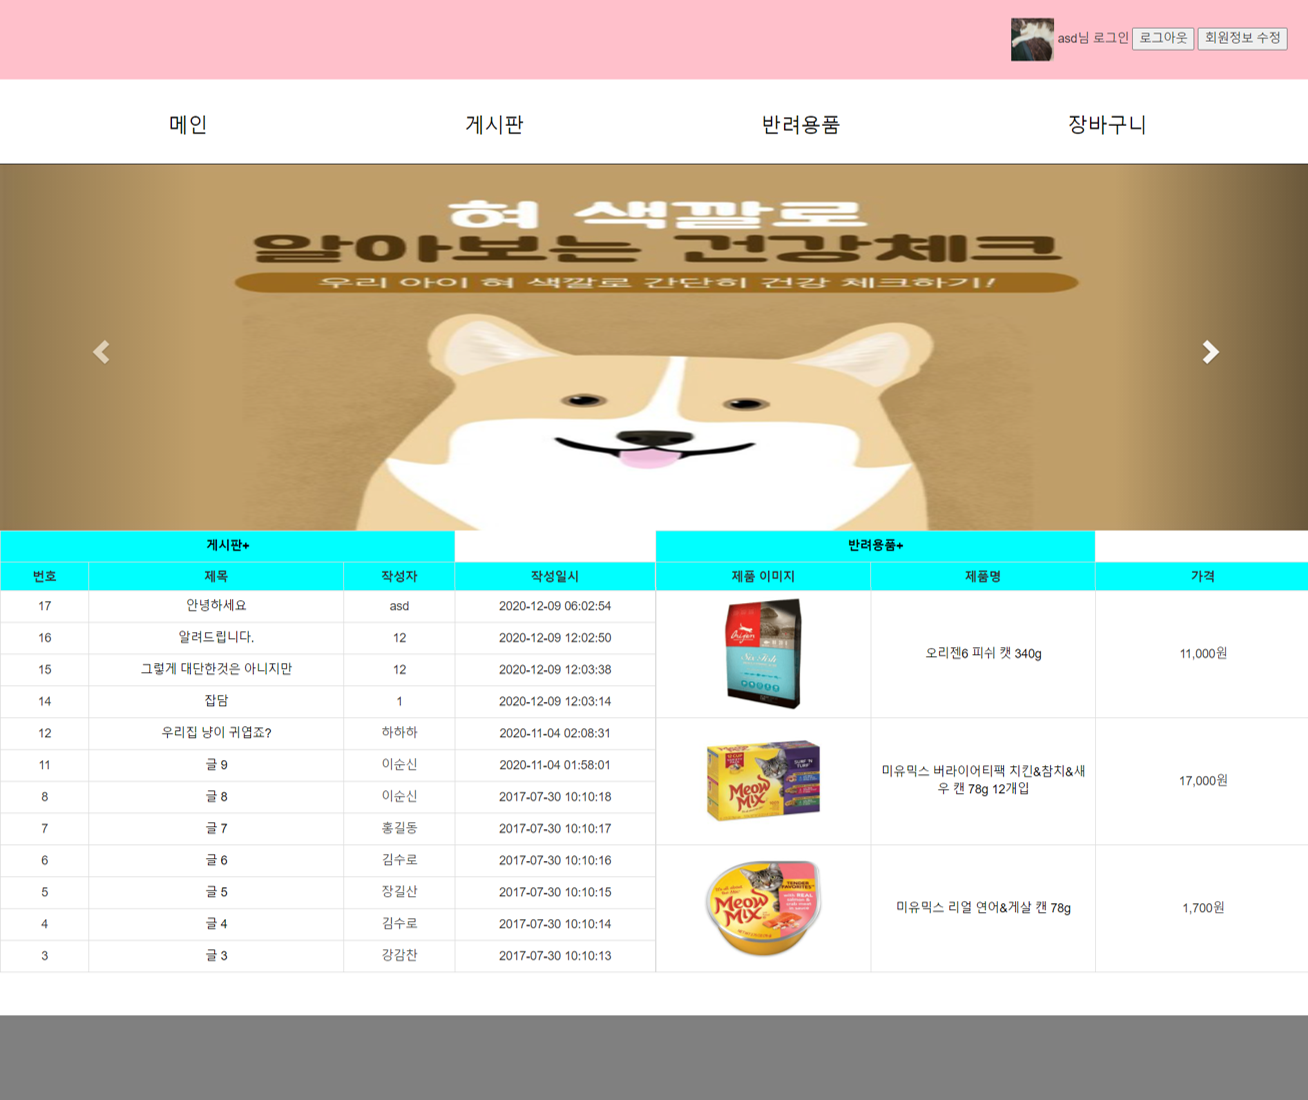 asd님 로그인 로그아웃 회원정보 수정
메인 게시판 반려용품 장바구니
혀 색깔로
알아보는 건강체크
우리 아이 혀 색깔로 간단히 건강 체크하기!
게시판+
번호 제목 작성자 작성일시
17 안녕하세요 asd 2020-12-09 06:02:54
16 알려드립니다. 12 2020-12-09 12:02:50
15 그렇게 대단한것은 아니지만 12 2020-12-09 12:03:38
14 잡담 1 2020-12-09 12:03:14
12 우리집 냥이 귀엽죠? 하하하 2020-11-04 02:08:31
11 글 9 이순신 2020-11-04 01:58:01
8 글 8 이순신 2017-07-30 10:10:18
7 글 7 홍길동 2017-07-30 10:10:17
6 글 6 김수로 2017-07-30 10:10:16
5 글 5 장길산 2017-07-30 10:10:15
4 글 4 김수로 2017-07-30 10:10:14
3 글 3 강감찬 2017-07-30 10:10:13
반려용품+
제품 이미지 제품명 가격
Orijen
Six Fish
오리젠6 피쉬 캣 340g 11,000원
Meow
Mix
미유믹스 버라이어티팩 치킨&참치&새
우 캔 78g 12개입
17,000원
TENDER
FAVORITES
with REAL
Meow
Mix
미유믹스 리얼 연어&게살 캔 78g 1,700원